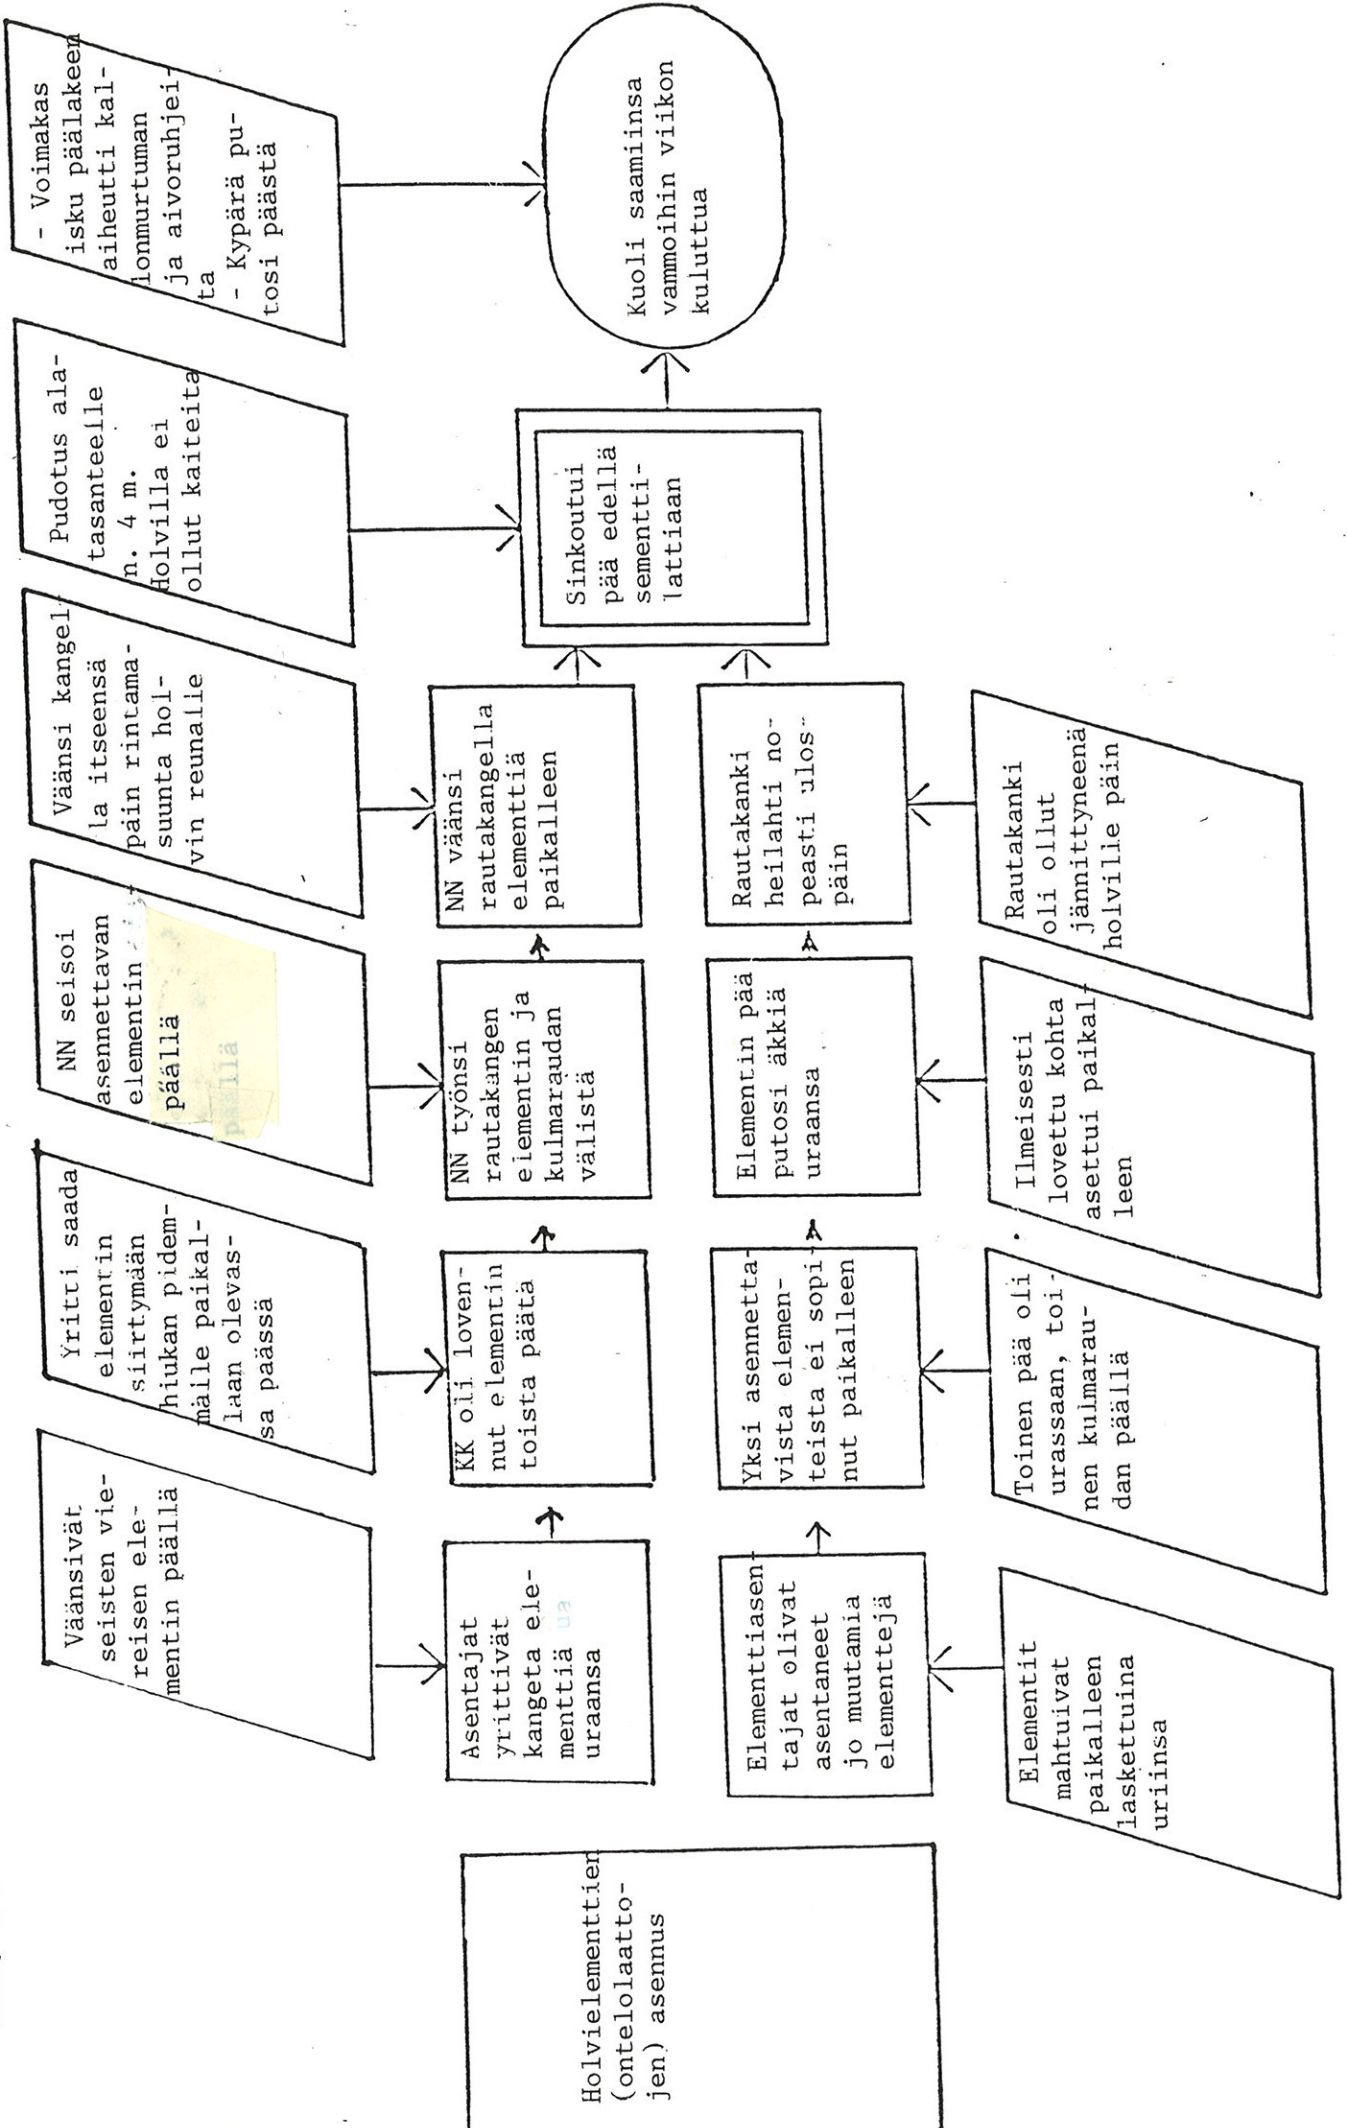 Väänsivät
seisten vie-
reisen ele-
mentin päällä
Yritti saada
elementin
siirtymään
hiukan pidem-
mälle paikal-
laan olevas-
sa päässä
NN seisoi
asennettavan
elementin
päällä
Väänsi kangel-
la itseensä
päin rintama-
suunta hol-
vin reunalle
Pudotus ala-
tasanteelle
n. 4 m.
Holvilla ei
ollut kaiteita
- Voimakas
isku päälakeen
aiheutti kal-
lonmurtuman
ja aivoruhjei-
ta
- Kypärä pu-
tosi päästä
Holvielementtien
(ontelolaatto-
jen) asennus
Asentajat
yrittivät
kangeta ele-
menttiä
uraansa
KK oli loven-
nut elementin
toista päätä
NN työnsi
rautakangen
elementin ja
kulmaraudan
välistä
NN väänsi
rautakangella
elementtiä
paikalleen
Sinkoutui
pää edellä
sementti-
lattiaan
Kuoli saamiinsa
vammoihin viikon
kuluttua
Elementtiasen-
tajat olivat
asentaneet
jo muutamia
elementtejä
Yksi asennetta-
vista elemen-
teistä ei sopi-
nut paikalleen
Elementin pää
putosi äkkiä
uraansa
Rautakanki
heilahti no-
peasti ulos-
päin
Elementit
mahtuivat
paikalleen
laskettuina
uriinsa
Toinen pää oli
urassaan, toi-
nen kulmarau-
dan päällä
Ilmeisesti
lovettu kohta
asettui paikal-
leen
Rautakanki
oli ollut
jännittyneenä
holville päin